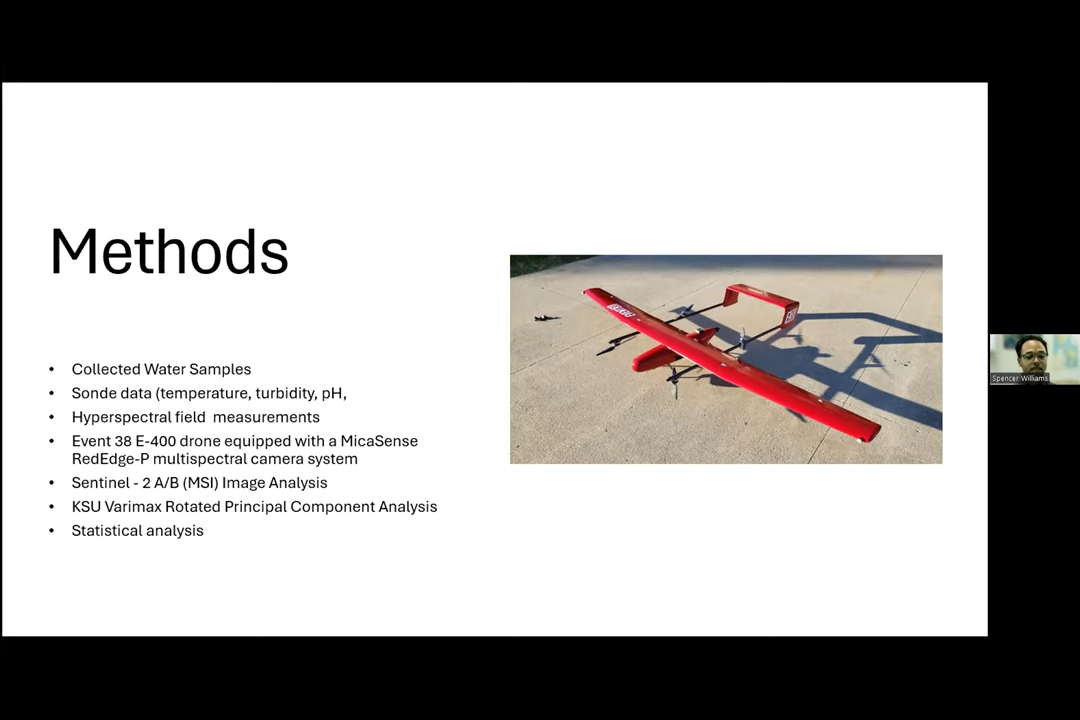 Methods
• Collected Water Samples
• Sonde data (temperature, turbidity, pH,
• Hyperspectral field measurements
• Event 38 E-400 drone equipped with a MicaSense
RedEdge-P multispectral camera system
• Sentinel - 2 A/B (MSI) Image Analysis
• KSU Varimax Rotated Principal Component Analysis
• Statistical analysis
Spencer Williams